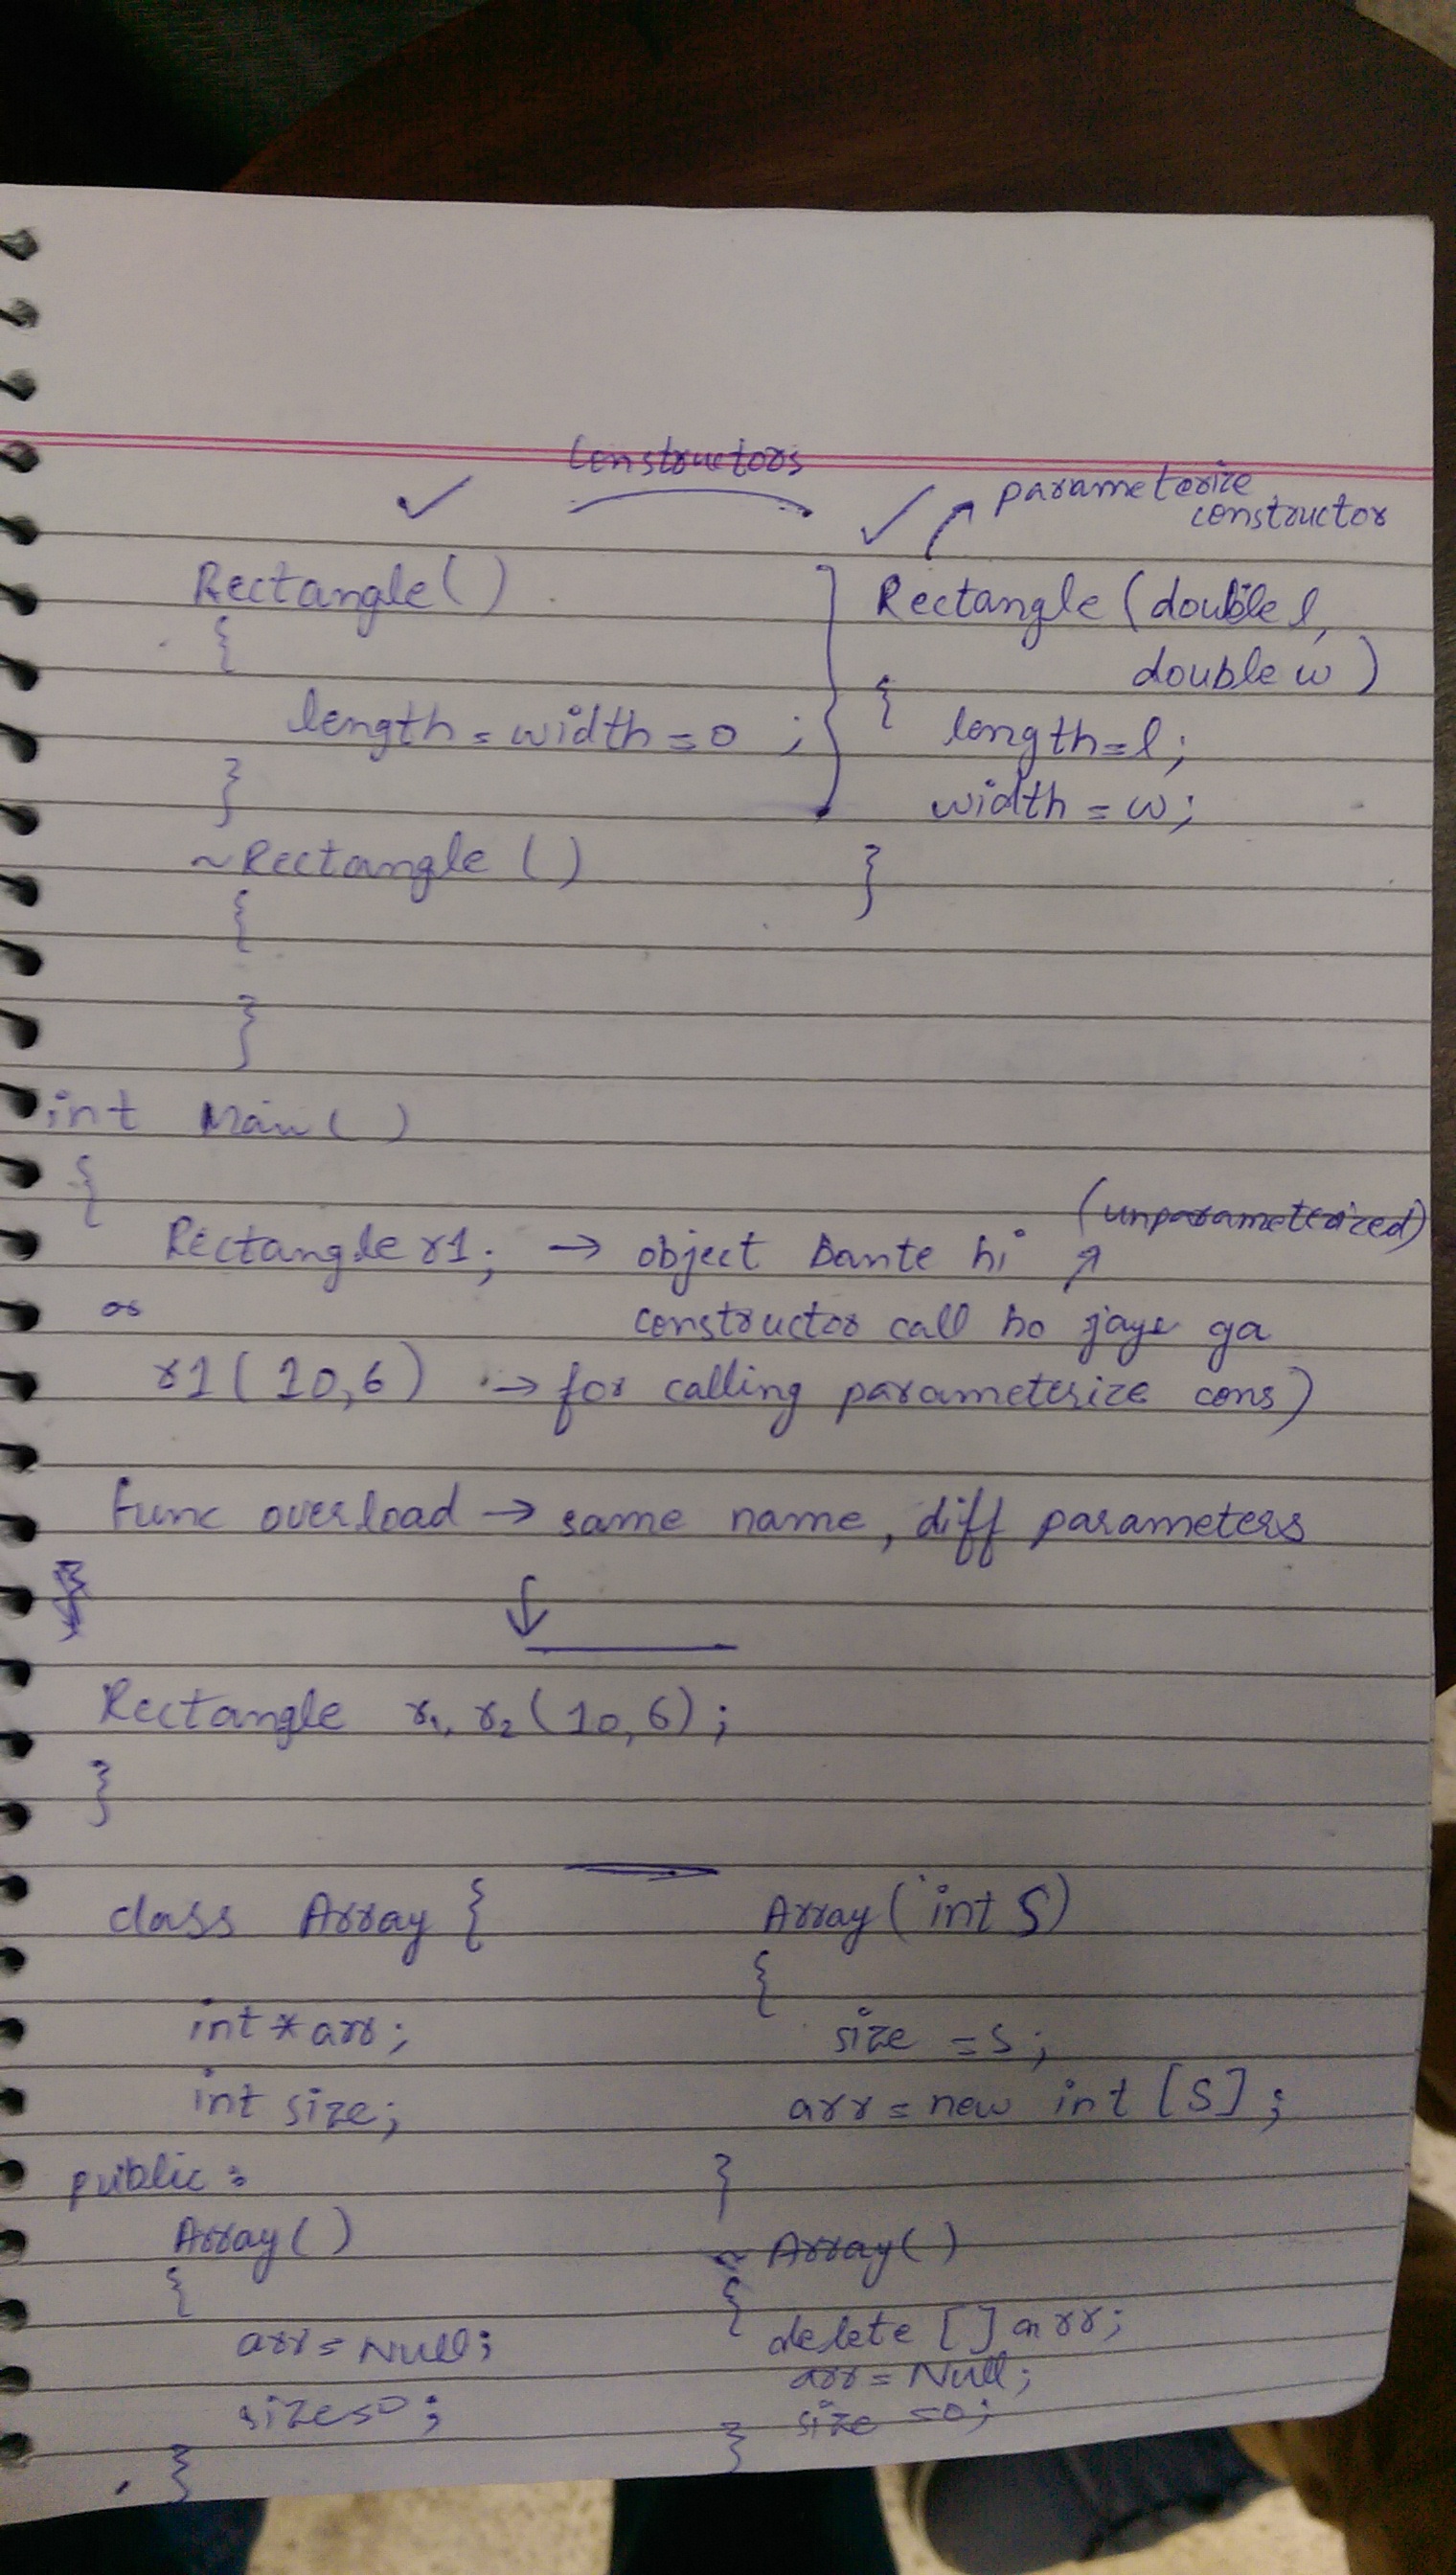 Constructors
parameterize
constructor
Rectangle()
{
length = width = 0 ;
}
~Rectangle ()
{
}
Rectangle (double l,
double w )
{
length = l;
width = w;
}
int Main ( )
{
Rectangle r1; → object bante hi (unparameterized)
or constructor call ho jaye ga
r1 ( 10,6) → for calling parameterize cons)
func overload → same name, diff parameters
Rectangle r1, r2 (10,6) ;
}
class Array {
int * arr ;
int size;
public :
Array ( )
{
arr = Null;
size = 0 ;
}
Array ( int S)
{
size = s;
arr = new int [S] ;
}
~ Array( )
{
delete [ ] arr;
arr = Null;
size = 0;
}